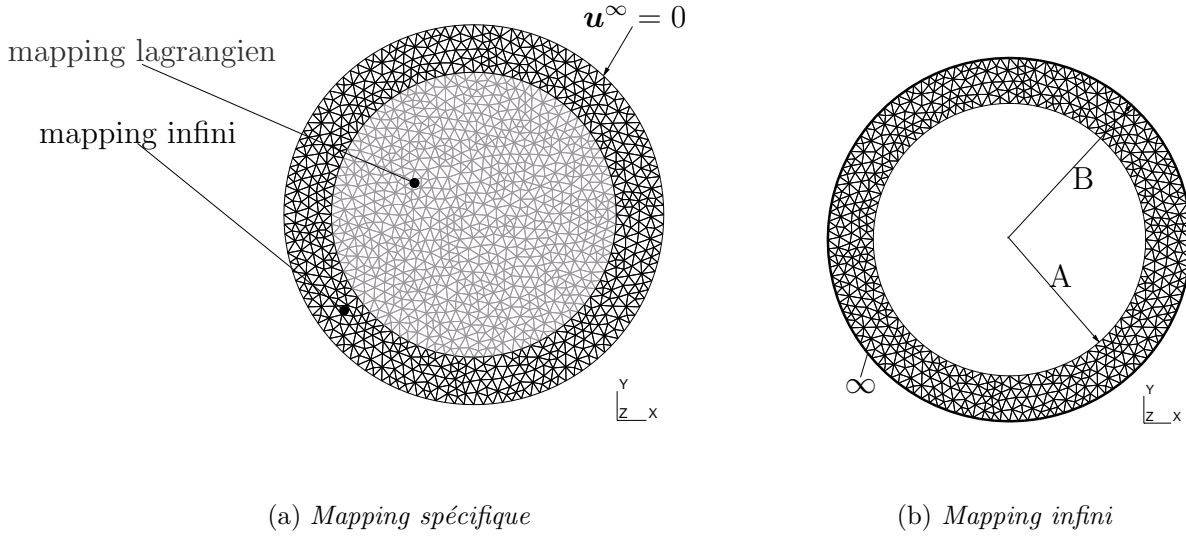 𝒖^∞ = 0
mapping lagrangien
mapping infini
B
A
∞
Y
Z X
Y
Z X
(a) Mapping spécifique
(b) Mapping infini